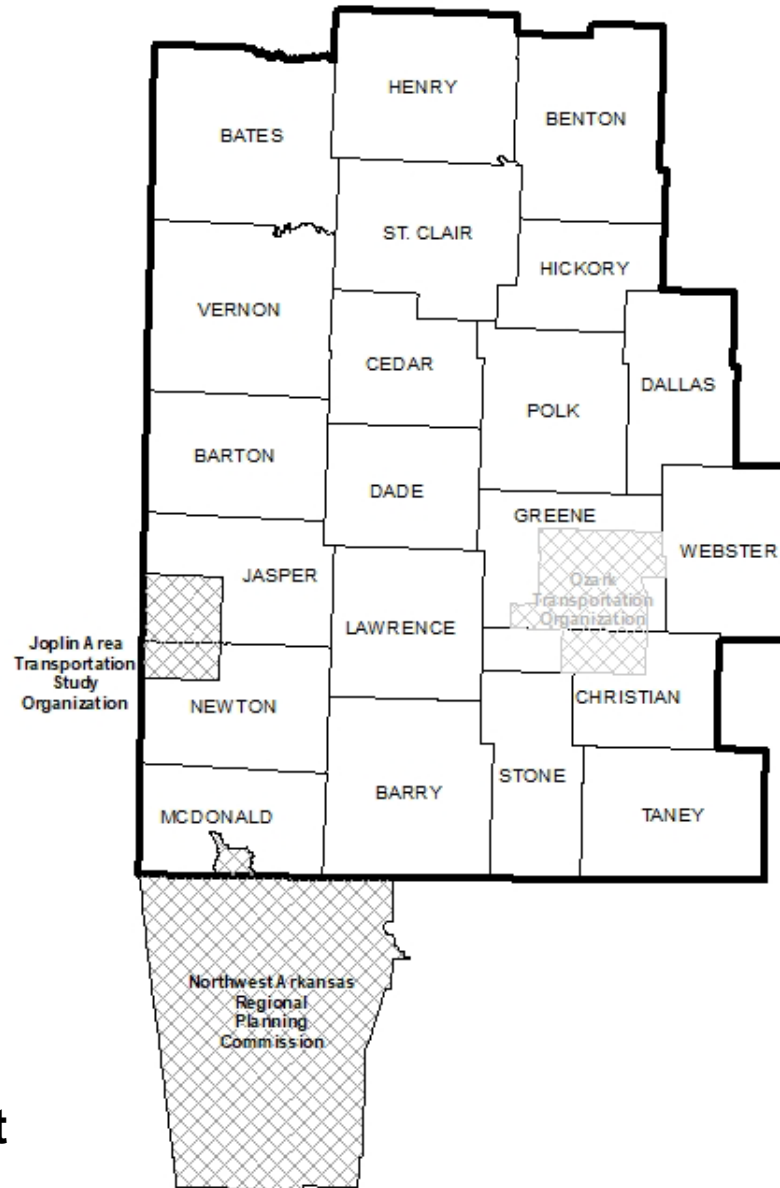 HENRY
BENTON
BATES
ST. CLAIR
HICKORY
VERNON
CEDAR
DALLAS
POLK
BARTON
DADE
GREENE
WEBSTER
JASPER
Ozark
Transportation
Organization
LAWRENCE
Joplin Area
Transportation
Study
Organization
CHRISTIAN
NEWTON
STONE
BARRY
TANEY
MCDONALD
Northwest Arkansas
Regional
Planning
Commission
t